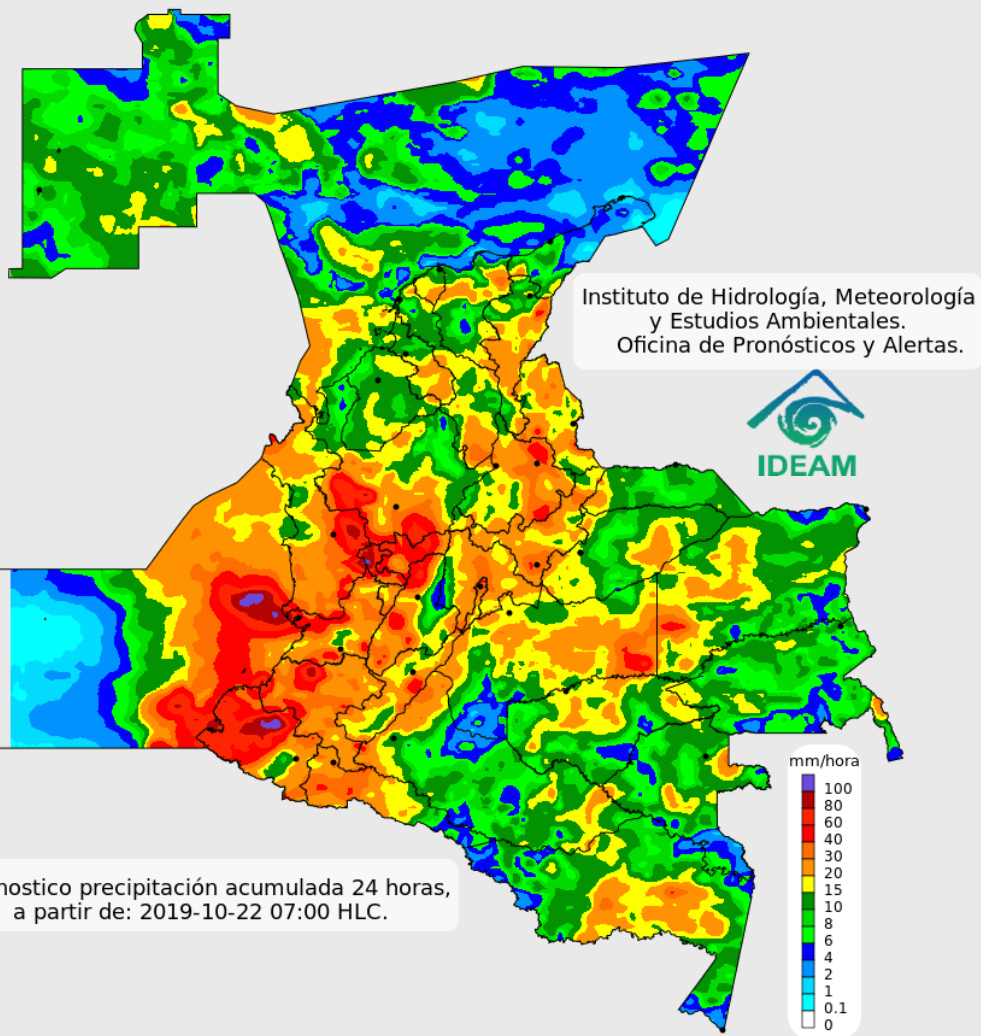 Instituto de Hidrología, Meteorología
y Estudios Ambientales.
Oficina de Pronósticos y Alertas.
IDEAM
mm/hora
100
80
60
40
30
20
15
10
8
6
4
2
1
0.1
0
nostico precipitación acumulada 24 horas,
a partir de: 2019-10-22 07:00 HLC.